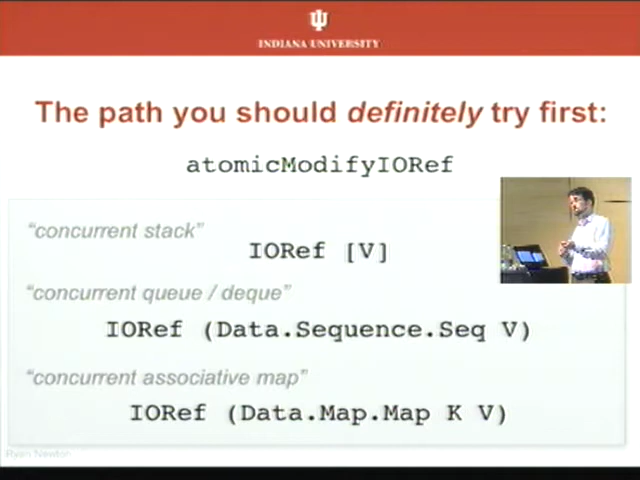 INDIANA UNIVERSITY
The path you should definitely try first:
atomicModifyIORef
“concurrent stack”
IORef [V]
“concurrent queue / deque”
IORef (Data.Sequence.Seq V)
“concurrent associative map”
IORef (Data.Map.Map K V)
Ryan Newton